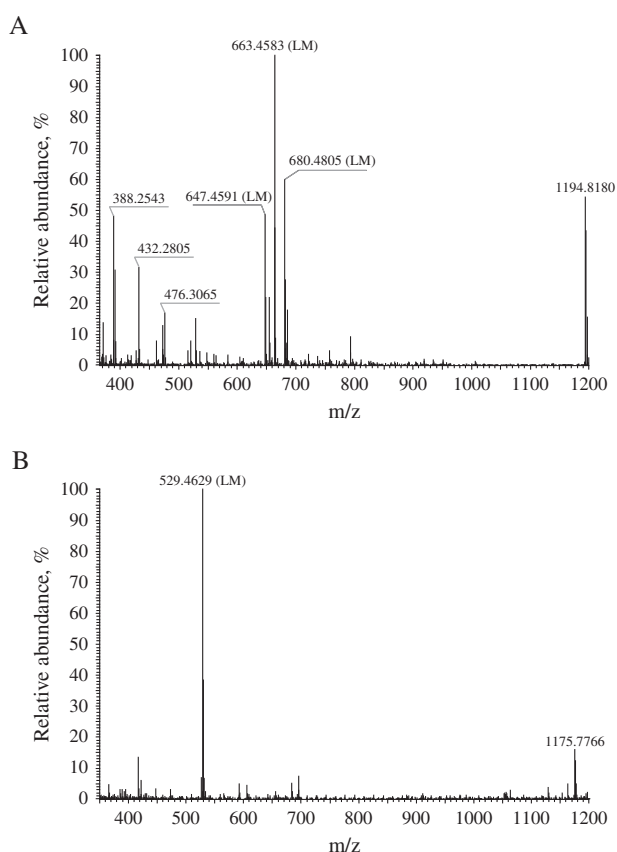 A
Relative abundance, %
100
90
80
70
60
50
40
30
20
10
0
663.4583 (LM)
680.4805 (LM)
647.4591 (LM)
1194.8180
388.2543
432.2805
476.3065
400 500 600 700 800 900 1000 1100 1200
m/z
B
Relative abundance, %
100
90
80
70
60
50
40
30
20
10
0
529.4629 (LM)
1175.7766
350 400 500 600 700 800 900 1000 1100 1200
m/z